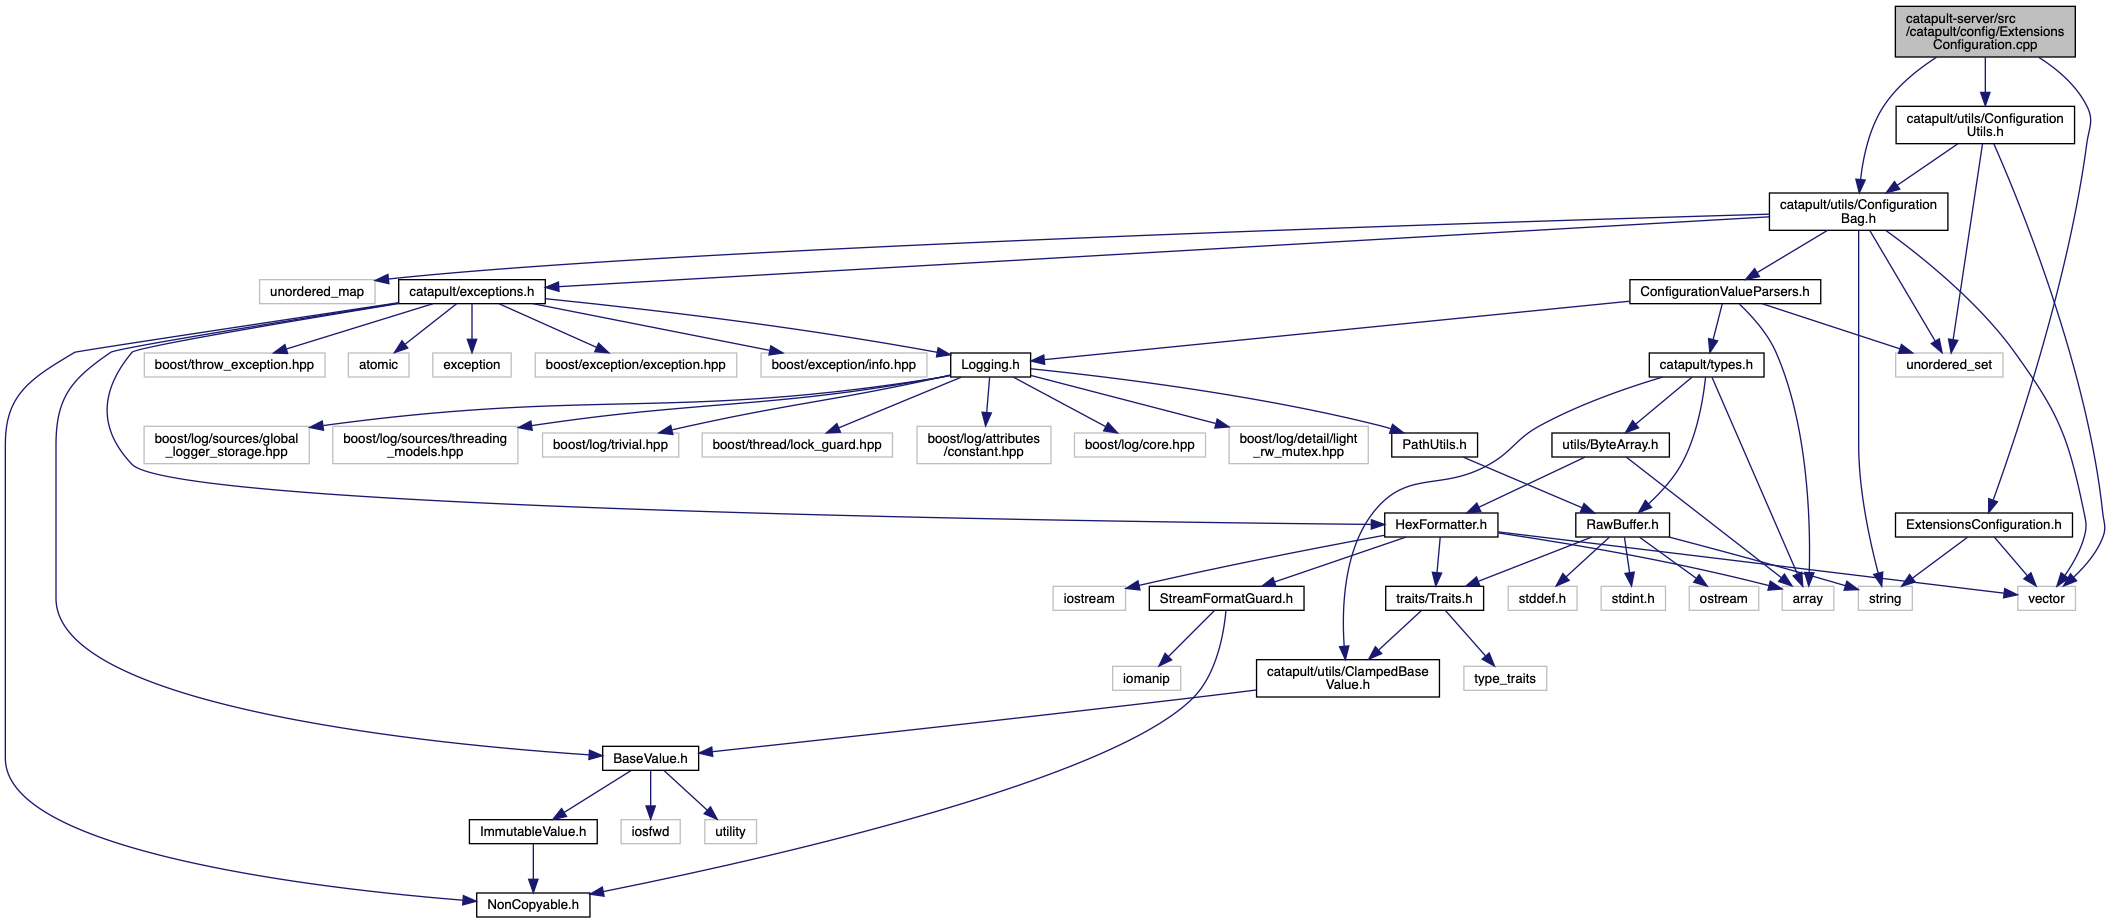 catapult-server/src
/catapult/config/Extensions
Configuration.cpp
catapult/utils/Configuration
Utils.h
catapult/utils/Configuration
Bag.h
unordered_map
catapult/exceptions.h
ConfigurationValueParsers.h
boost/throw_exception.hpp
atomic
exception
boost/exception/exception.hpp
boost/exception/info.hpp
Logging.h
catapult/types.h
unordered_set
boost/log/sources/global
_logger_storage.hpp
boost/log/sources/threading
_models.hpp
boost/log/trivial.hpp
boost/thread/lock_guard.hpp
boost/log/attributes
/constant.hpp
boost/log/core.hpp
boost/log/detail/light
_rw_mutex.hpp
PathUtils.h
utils/ByteArray.h
HexFormatter.h
RawBuffer.h
ExtensionsConfiguration.h
iostream
StreamFormatGuard.h
traits/Traits.h
stddef.h
stdint.h
ostream
array
string
vector
iomanip
catapult/utils/ClampedBase
Value.h
type_traits
BaseValue.h
ImmutableValue.h
iosfwd
utility
NonCopyable.h